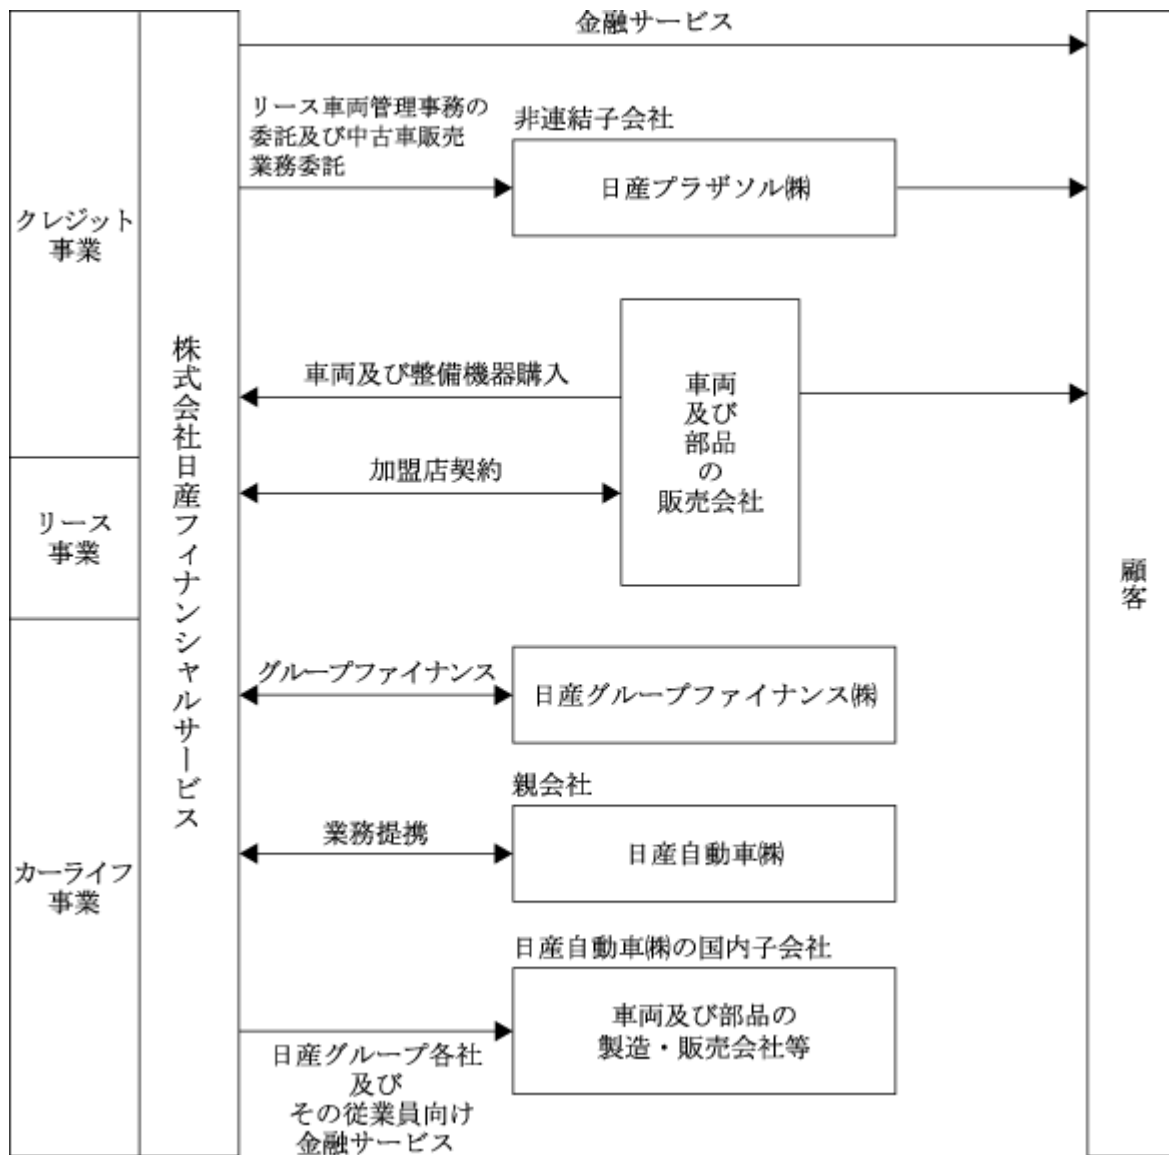 金融サービス
リース車両管理事務の
委託及び中古車販売
業務委託
非連結子会社
日産プラザソル㈱
クレジット
事業
株式会社日産フィナンシャルサービス
車両及び整備機器購入
車両
及び
部品
の
販売会社
加盟店契約
リース
事業
顧客
グループファイナンス
日産グループファイナンス㈱
親会社
業務提携
日産自動車㈱
カーライフ
事業
日産自動車㈱の国内子会社
車両及び部品の
製造・販売会社等
日産グループ各社
及び
その従業員向け
金融サービス